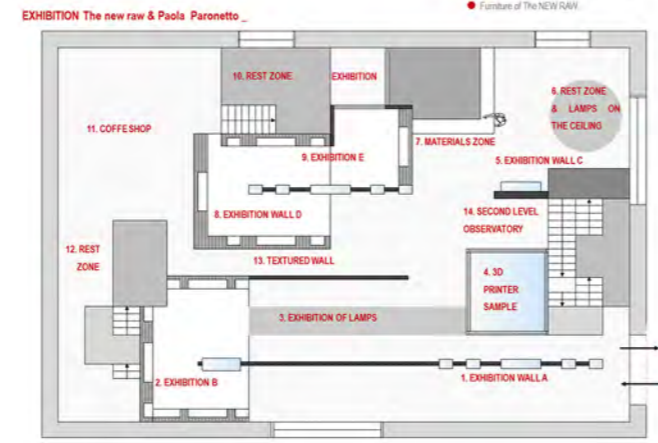 Furniture of The NEW RAW.
EXHIBITION The new raw & Paola Paronetto _
10. REST ZONE
EXHIBITION
6. REST ZONE
& LAMPS ON
THE CEILING
11. COFFE SHOP
7. MATERIALS ZONE
9. EXHIBITION E
5. EXHIBITION WALL C
8. EXHIBITION WALL D
14. SECOND LEVEL
OBSERVATORY
12. REST
ZONE
13. TEXTURED WALL
4. 3D
PRINTER
SAMPLE
3. EXHIBITION OF LAMPS
2. EXHIBITION B
1. EXHIBITION WALL A